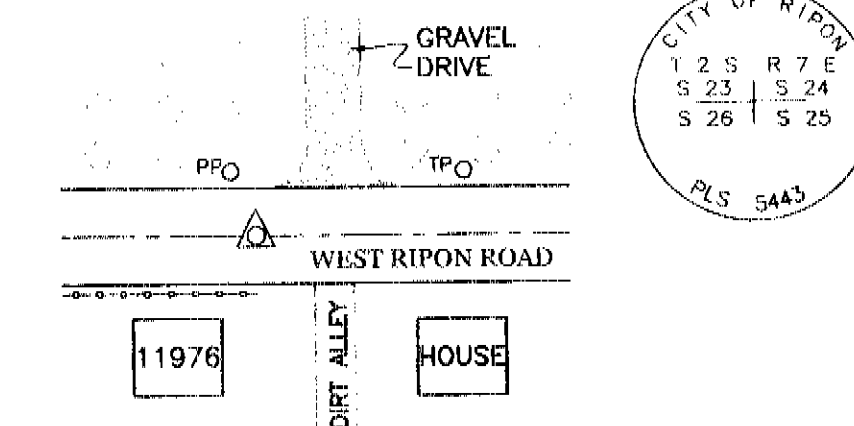 GRAVEL
DRIVE
PP
TP
WEST RIPON ROAD
11976
HOUSE
DIRT ALLEY
CITY OF RIPON
T 2 S R 7 E
S 23 S 24
S 26 S 25
PLS 5443